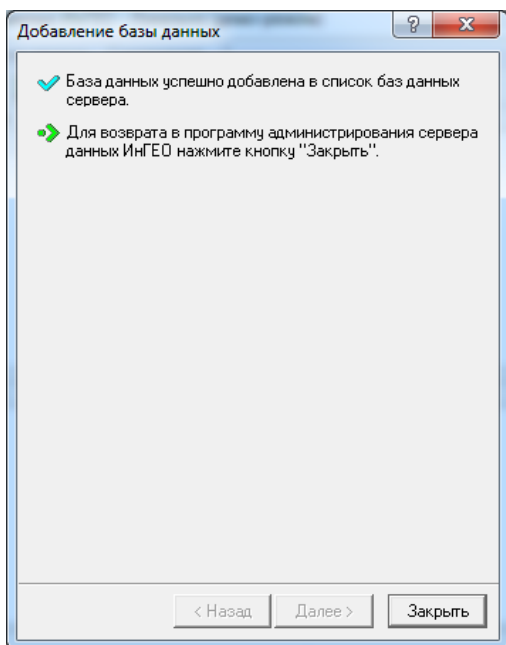 Добавление базы данных
База данных успешно добавлена в список баз данных
сервера.
Для возврата в программу администрирования сервера
данных ИнГЕО нажмите кнопку "Закрыть".
< Назад
Далее >
Закрыть